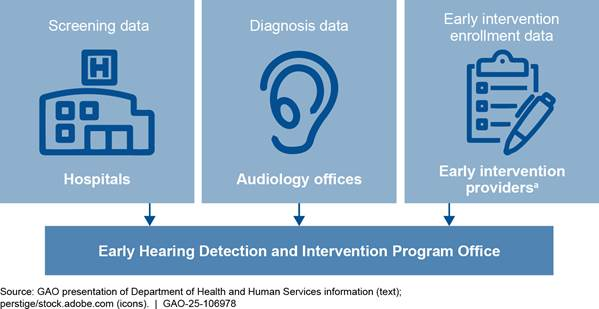 Screening data
H
Hospitals
Diagnosis data
Audiology offices
Early intervention
enrollment data
Early intervention
providersᵃ
Early Hearing Detection and Intervention Program Office
Source: GAO presentation of Department of Health and Human Services information (text);
perstige/stock.adobe.com (icons).  |  GAO-25-106978